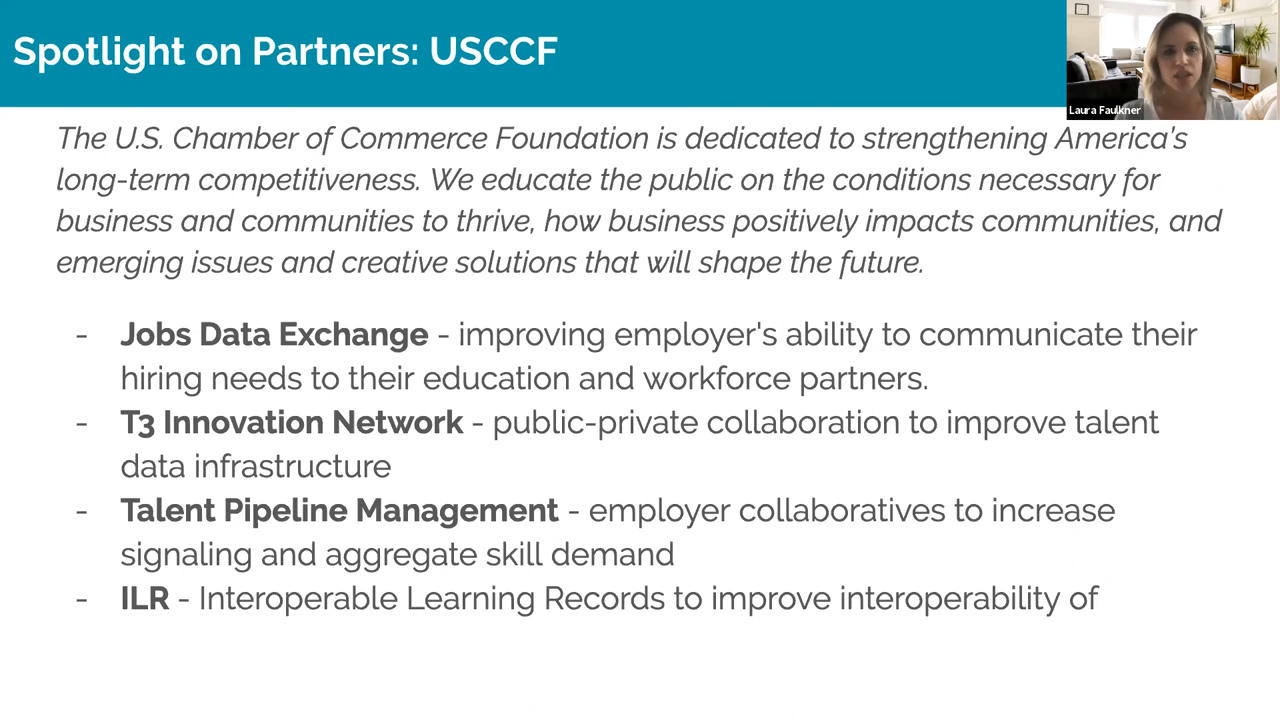 Spotlight on Partners: USCCF
Laura Faulkner
The U.S. Chamber of Commerce Foundation is dedicated to strengthening America's
long-term competitiveness. We educate the public on the conditions necessary for
business and communities to thrive, how business positively impacts communities, and
emerging issues and creative solutions that will shape the future.
- Jobs Data Exchange - improving employer's ability to communicate their
hiring needs to their education and workforce partners.
- T3 Innovation Network - public-private collaboration to improve talent
data infrastructure
- Talent Pipeline Management - employer collaboratives to increase
signaling and aggregate skill demand
- ILR - Interoperable Learning Records to improve interoperability of